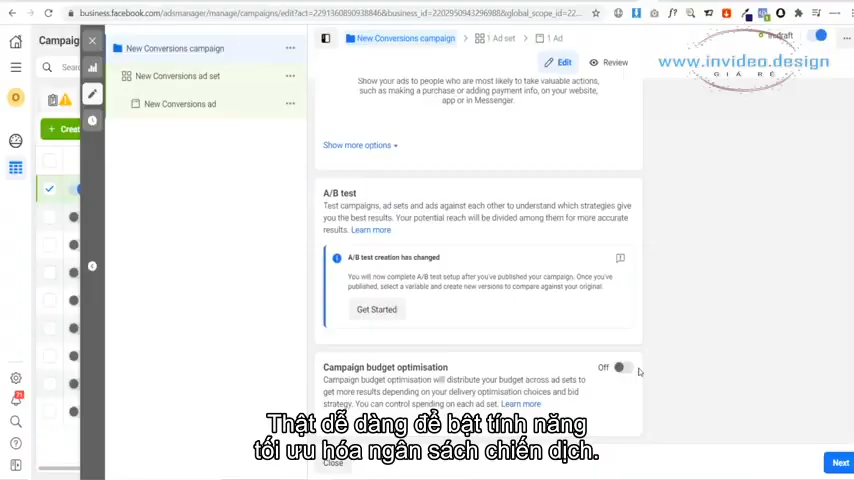 business.facebook.com/adsmanager/manage/campaigns/edit?act=2291360890938846&business_id=2202950943296988&global_scope_id=22...
Campaig
New Conversions campaign
New Conversions campaign
1 Ad set
1 Ad
In draft
Sear
New Conversions ad set
Edit
Review
www.invideo.design
GIÁ RẺ
New Conversions ad
Show your ads to people who are most likely to take valuable actions,
such as making a purchase or adding payment info, on your website,
app or in Messenger.
+ Creat
Show more options
A/B test
Test campaigns, ad sets and ads against each other to understand which strategies give
you the best results. Your potential reach will be divided among them for more accurate
results. Learn more
A/B test creation has changed
You will now complete A/B test setup after you've published your campaign. Once you've
published, select a variable and create new versions to compare against your original.
Get Started
Campaign budget optimisation
Off
Campaign budget optimisation will distribute your budget across ad sets to
get more results depending on your delivery optimisation choices and bid
strategy. You can control spending on each ad set. Learn more
Thật dễ dàng để bật tính năng
tối ưu hóa ngân sách chiến dịch.
Close
Next